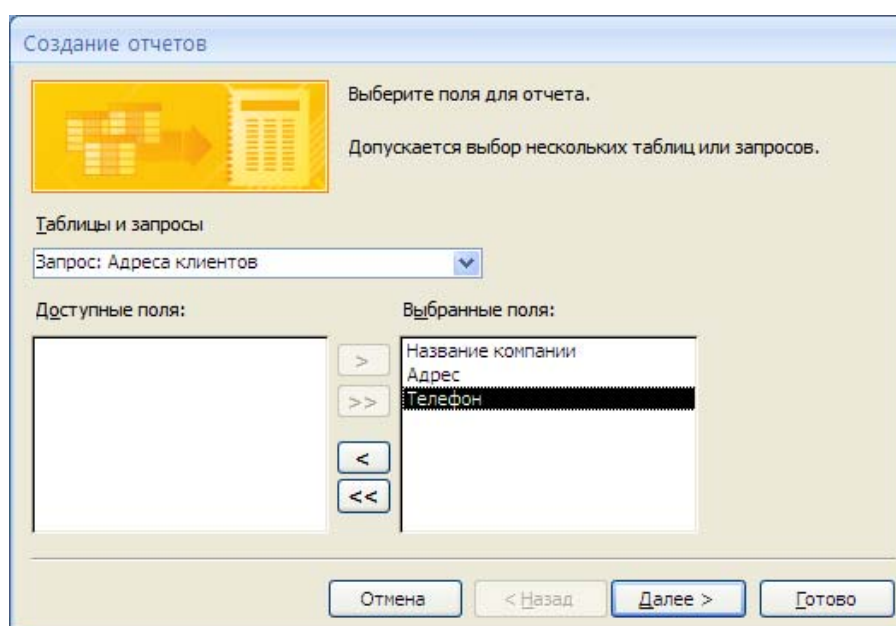 Создание отчетов
Выберите поля для отчета.
Допускается выбор нескольких таблиц или запросов.
Таблицы и запросы
Запрос: Адреса клиентов
Доступные поля:
Выбранные поля:
>
>>
<
<<
Название компании
Адрес
Телефон
Отмена
< Назад
Далее >
Готово